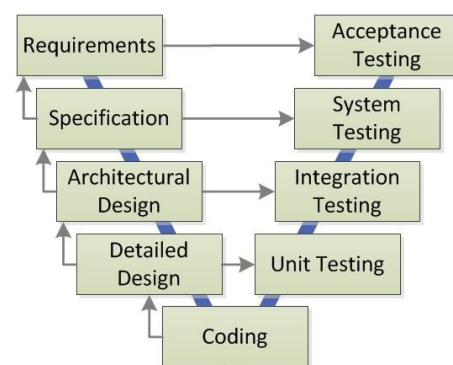 Requirements
Acceptance
Testing
Specification
System
Testing
Architectural
Design
Integration
Testing
Detailed
Design
Unit Testing
Coding